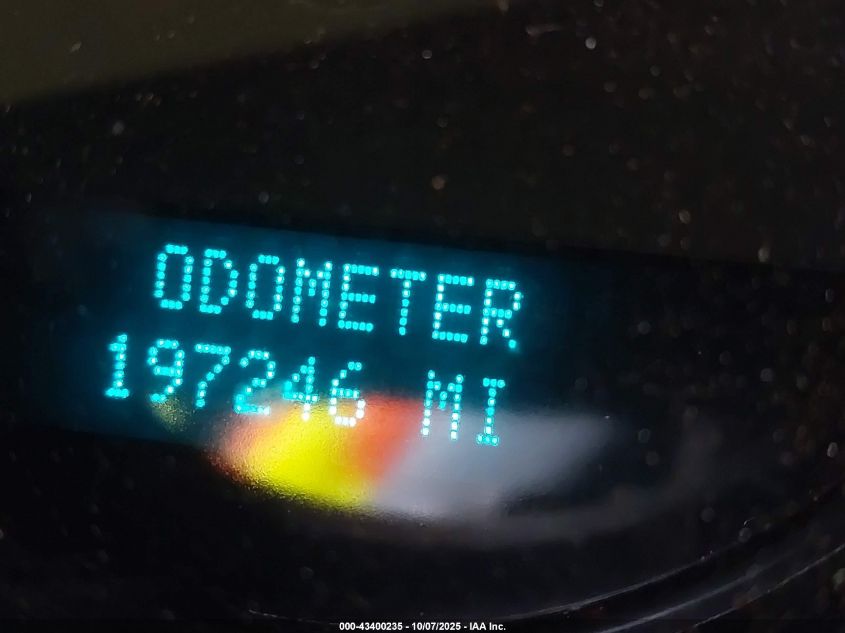 ODOMETER
197246 MI
000-43400235 - 10/07/2025 - IAA Inc.